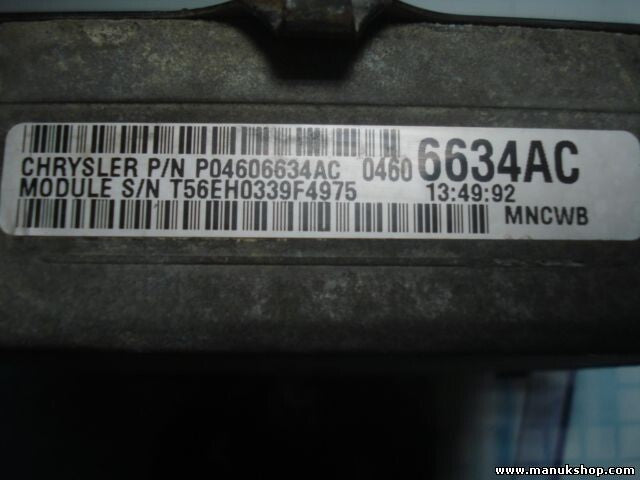 CHRYSLER P/N P04606634AC 0460 6634AC
MODULE S/N T56EH0339F4975 13:49:92
MNCWB
www.manukshop.com